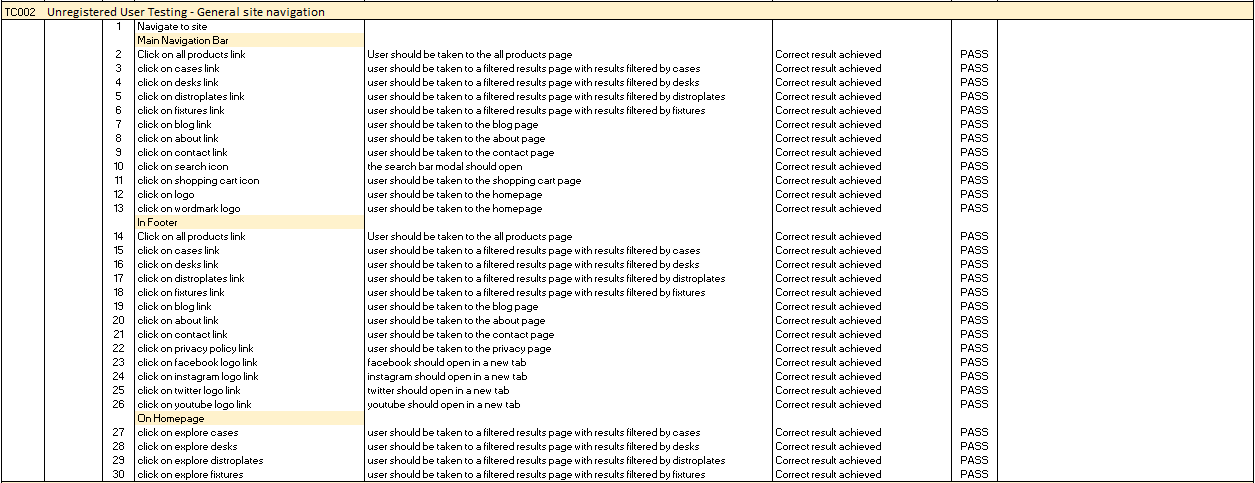 TC002 Unregistered User Testing - General site navigation
1 Navigate to site
Main Navigation Bar
2 Click on all products link User should be taken to the all products page Correct result achieved PASS
3 click on cases link user should be taken to a filtered results page with results filtered by cases Correct result achieved PASS
4 click on desks link user should be taken to a filtered results page with results filtered by desks Correct result achieved PASS
5 click on distroplates link user should be taken to a filtered results page with results filtered by distroplates Correct result achieved PASS
6 click on fixtures link user should be taken to a filtered results page with results filtered by fixtures Correct result achieved PASS
7 click on blog link user should be taken to the blog page Correct result achieved PASS
8 click on about link user should be taken to the about page Correct result achieved PASS
9 click on contact link user should be taken to the contact page Correct result achieved PASS
10 click on search icon the search bar modal should open Correct result achieved PASS
11 click on shopping cart icon user should be taken to the shopping cart page Correct result achieved PASS
12 click on logo user should be taken to the homepage Correct result achieved PASS
13 click on wordmark logo user should be taken to the homepage Correct result achieved PASS
In Footer
14 Click on all products link User should be taken to the all products page Correct result achieved PASS
15 click on cases link user should be taken to a filtered results page with results filtered by cases Correct result achieved PASS
16 click on desks link user should be taken to a filtered results page with results filtered by desks Correct result achieved PASS
17 click on distroplates link user should be taken to a filtered results page with results filtered by distroplates Correct result achieved PASS
18 click on fixtures link user should be taken to a filtered results page with results filtered by fixtures Correct result achieved PASS
19 click on blog link user should be taken to the blog page Correct result achieved PASS
20 click on about link user should be taken to the about page Correct result achieved PASS
21 click on contact link user should be taken to the contact page Correct result achieved PASS
22 click on privacy policy link user should be taken to the privacy page Correct result achieved PASS
23 click on facebook logo link facebook should open in a new tab Correct result achieved PASS
24 click on instagram logo link instagram should open in a new tab Correct result achieved PASS
25 click on twitter logo link twitter should open in a new tab Correct result achieved PASS
26 click on youtube logo link youtube should open in a new tab Correct result achieved PASS
On Homepage
27 click on explore cases user should be taken to a filtered results page with results filtered by cases Correct result achieved PASS
28 click on explore desks user should be taken to a filtered results page with results filtered by desks Correct result achieved PASS
29 click on explore distroplates user should be taken to a filtered results page with results filtered by distroplates Correct result achieved PASS
30 click on explore fixtures user should be taken to a filtered results page with results filtered by fixtures Correct result achieved PASS